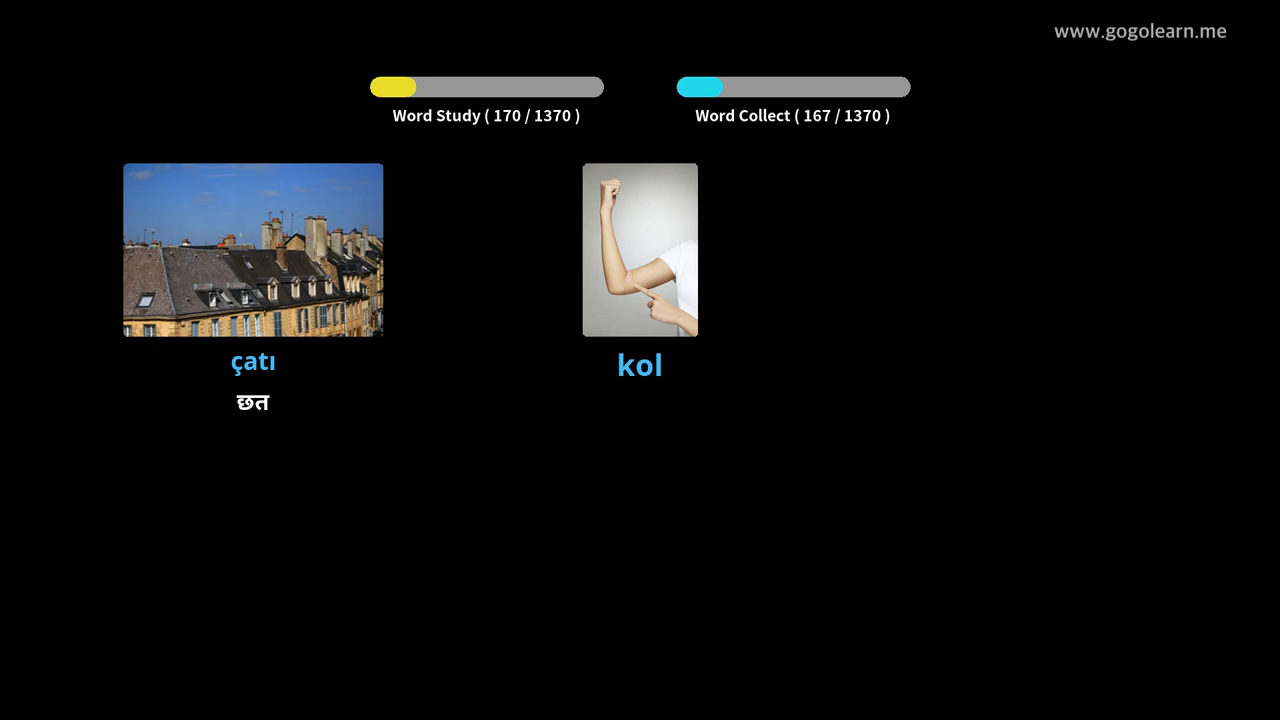 www.gogolearn.me
Word Study ( 170 / 1370 )
Word Collect ( 167 / 1370 )
çatı
छत
kol